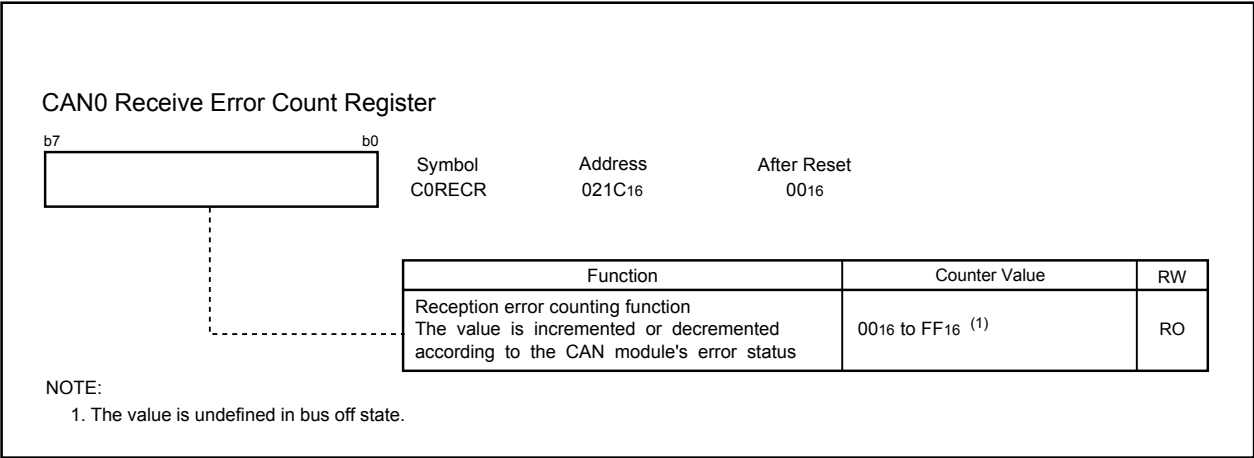 CAN0 Receive Error Count Register
b7 b0
Symbol Address After Reset
C0RECR 021C16 0016
Function Counter Value RW
Reception error counting function
The value is incremented or decremented
according to the CAN module's error status
0016 to FF16 (1)
RO
NOTE:
1. The value is undefined in bus off state.